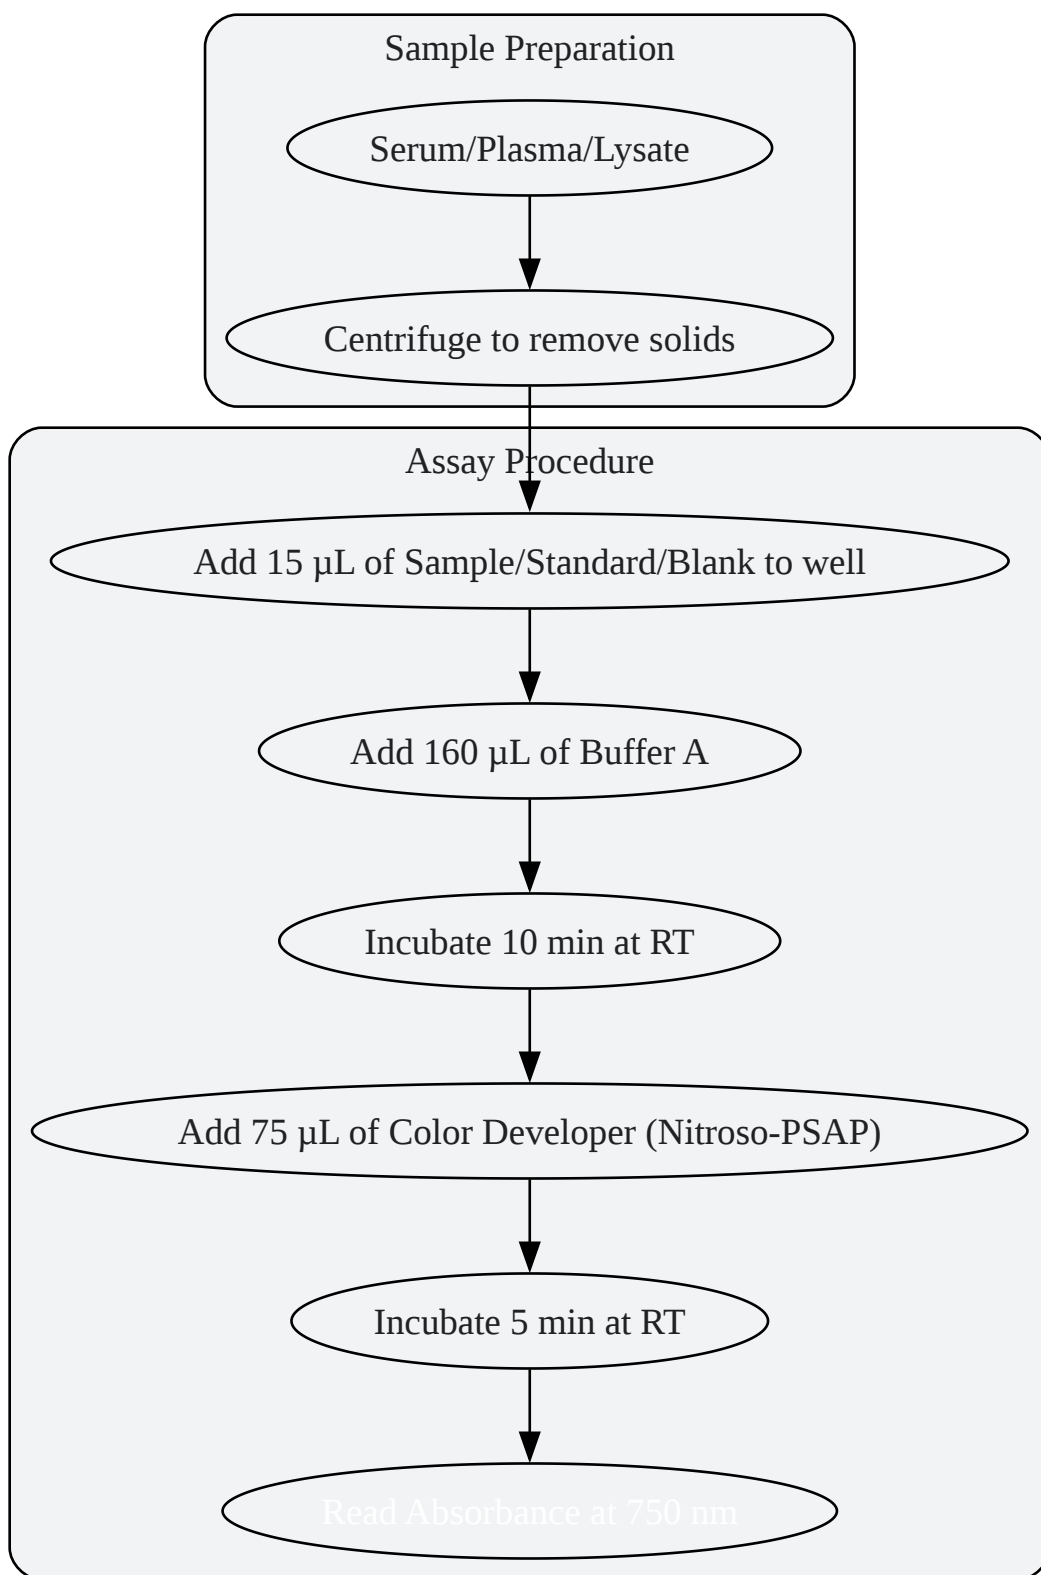 Sample Preparation
Serum/Plasma/Lysate
Centrifuge to remove solids
Assay Procedure
Add 15 µL of Sample/Standard/Blank to well
Add 160 µL of Buffer A
Incubate 10 min at RT
Add 75 µL of Color Developer (Nitroso-PSAP)
Incubate 5 min at RT
Read Absorbance at 750 nm